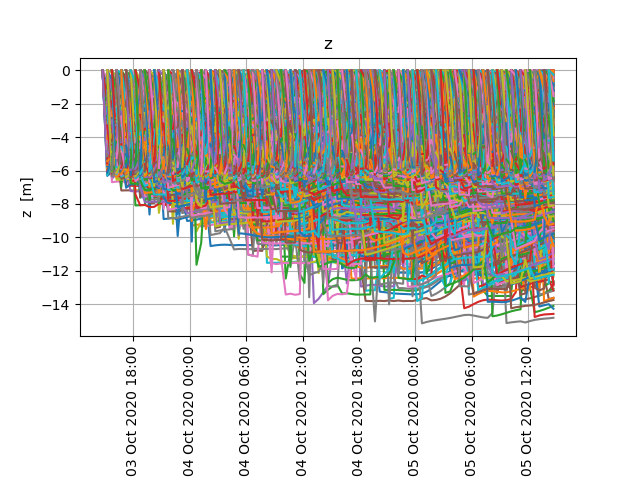 z
z [m]
0
−2
−4
−6
−8
−10
−12
−14
03 Oct 2020 18:00
04 Oct 2020 00:00
04 Oct 2020 06:00
04 Oct 2020 12:00
04 Oct 2020 18:00
05 Oct 2020 00:00
05 Oct 2020 06:00
05 Oct 2020 12:00